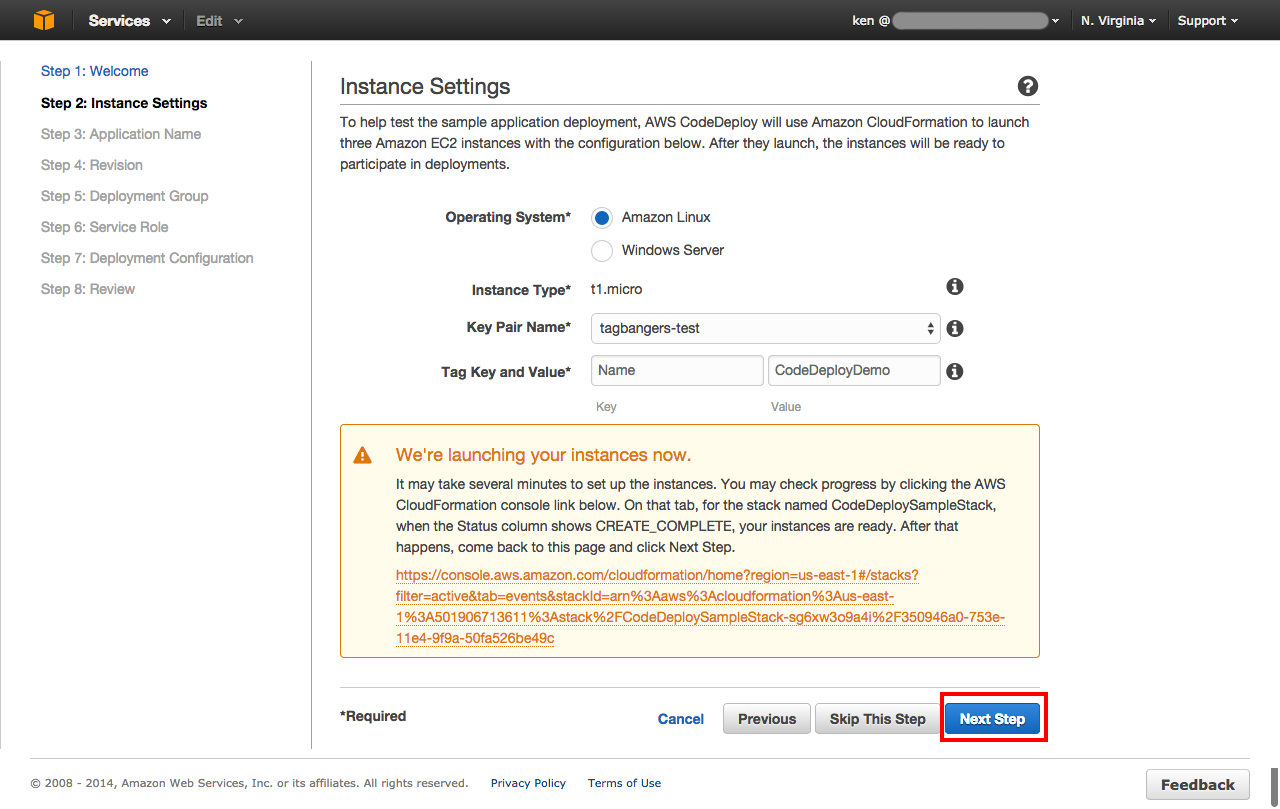 Services Edit ken @ N. Virginia Support
Step 1: Welcome
Step 2: Instance Settings
Step 3: Application Name
Step 4: Revision
Step 5: Deployment Group
Step 6: Service Role
Step 7: Deployment Configuration
Step 8: Review
Instance Settings
To help test the sample application deployment, AWS CodeDeploy will use Amazon CloudFormation to launch
three Amazon EC2 instances with the configuration below. After they launch, the instances will be ready to
participate in deployments.
Operating System* Amazon Linux
Windows Server
Instance Type* t1.micro
Key Pair Name* tagbangers-test
Tag Key and Value* Name CodeDeployDemo
Key Value
We're launching your instances now.
It may take several minutes to set up the instances. You may check progress by clicking the AWS
CloudFormation console link below. On that tab, for the stack named CodeDeploySampleStack,
when the Status column shows CREATE_COMPLETE, your instances are ready. After that
happens, come back to this page and click Next Step.
https://console.aws.amazon.com/cloudformation/home?region=us-east-1#/stacks?
filter=active&tab=events&stackId=arn%3Aaws%3Acloudformation%3Aus-east-
1%3A501906713611%3Astack%2FCodeDeploySampleStack-sg6xw3o9a4i%2F350946a0-753e-
11e4-9f9a-50fa526be49c
*Required Cancel Previous Skip This Step Next Step
© 2008 - 2014, Amazon Web Services, Inc. or its affiliates. All rights reserved. Privacy Policy Terms of Use Feedback